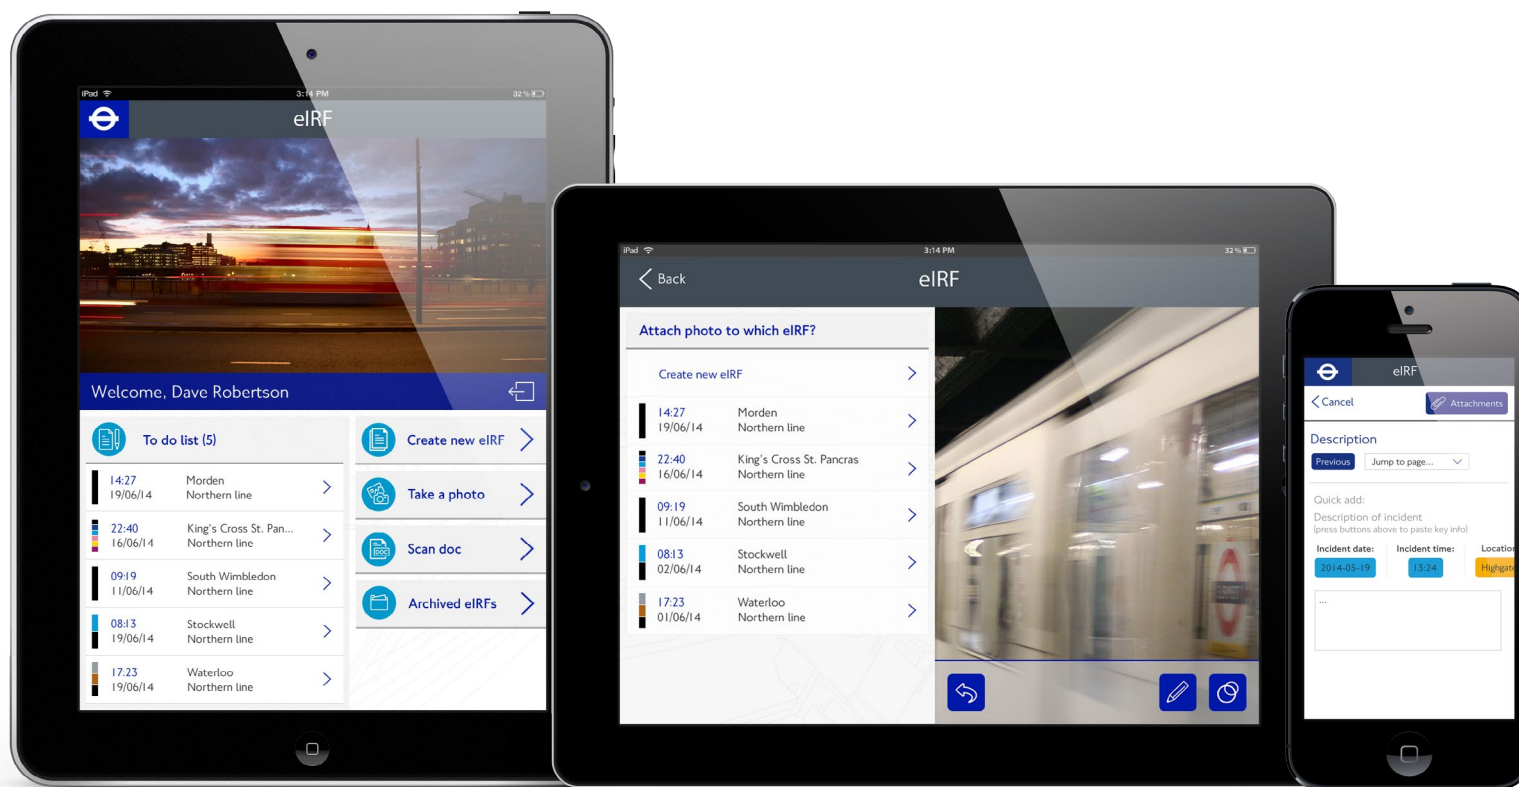 iPad
3:14 PM
32%
eIRF
Welcome, Dave Robertson
To do list (5)
14:27 Morden
19/06/14 Northern line
22:40 King's Cross St. Pan...
16/06/14 Northern line
09:19 South Wimbledon
11/06/14 Northern line
08:13 Stockwell
19/06/14 Northern line
17:23 Waterloo
19/06/14 Northern line
Create new eIRF
Take a photo
Scan doc
DOC
Archived eIRFs
iPad
3:14 PM
32%
Back
eIRF
Attach photo to which eIRF?
Create new eIRF
14:27 Morden
19/06/14 Northern line
22:40 King's Cross St. Pancras
16/06/14 Northern line
09:19 South Wimbledon
11/06/14 Northern line
08:13 Stockwell
02/06/14 Northern line
17:23 Waterloo
01/06/14 Northern line
eIRF
Cancel
Attachments
Description
Previous
Jump to page...
Quick add:
Description of incident
(press buttons above to paste key info)
Incident date: Incident time: Location
2014-05-19 13:24 Highgate
...